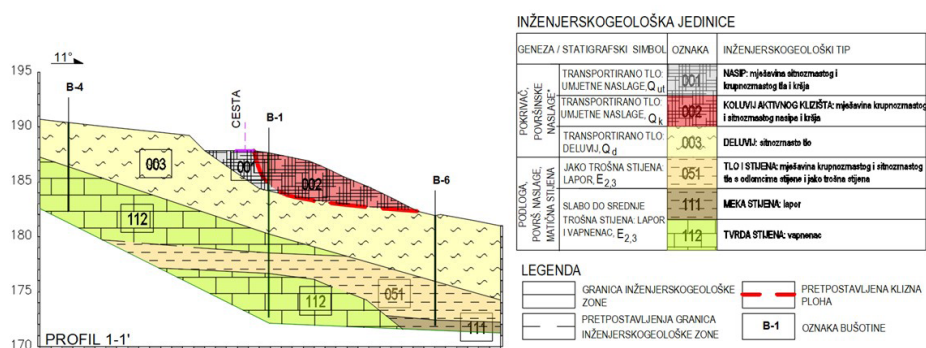 INŽENJERSKOGEOLOŠKA JEDINICE
GENEZA / STATIGRAFSKI SIMBOL
OZNAKA
INŽENJERSKOGEOLOŠKI TIP
POKRIVAČ,
POVRŠINSKE
NASLAGE*
TRANSPORTIRANO TLO:
UMJETNE NASLAGE, Qut
001
NASIP: mješavina sitnozrnastog i
krupnozrnastog tla i kršja
TRANSPORTIRANO TLO:
UMJETNE NASLAGE, Qk
002
KOLUVIJ AKTIVNOG KLIZIŠTA: mješavina krupnozrnastog
i sitnozrnastog nasipa i kršja
TRANSPORTIRANO TLO:
DELUVIJ, Qd
003
DELUVIJ: sitnozrnasto tlo
PODLOGA,
POVRŠ. NASLAGE,
MATIČNA STIJENA
JAKO TROŠNA STIJENA:
LAPOR, E2,3
051
TLO I STIJENA: mješavina krupnozrnastog i sitnozrnastog
tla s odlomcima stijene i jako trošna stijena
SLABO DO SREDNJE
TROŠNA STIJENA: LAPOR
I VAPNENAC, E2,3
111
MEKA STIJENA: lapor
112
TVRDA STIJENA: vapnenac
LEGENDA
GRANICA INŽENJERSKOGEOLOŠKE
ZONE
PRETPOSTAVLJENA KLIZNA
PLOHA
PRETPOSTAVLJENJA GRANICA
INŽENJERSKOGEOLOŠKE ZONE
B-1
OZNAKA BUŠOTINE
195
190
185
180
175
170
11°
B-4
CESTA
B-1
B-6
003
001
002
112
112
051
111
PROFIL 1-1'